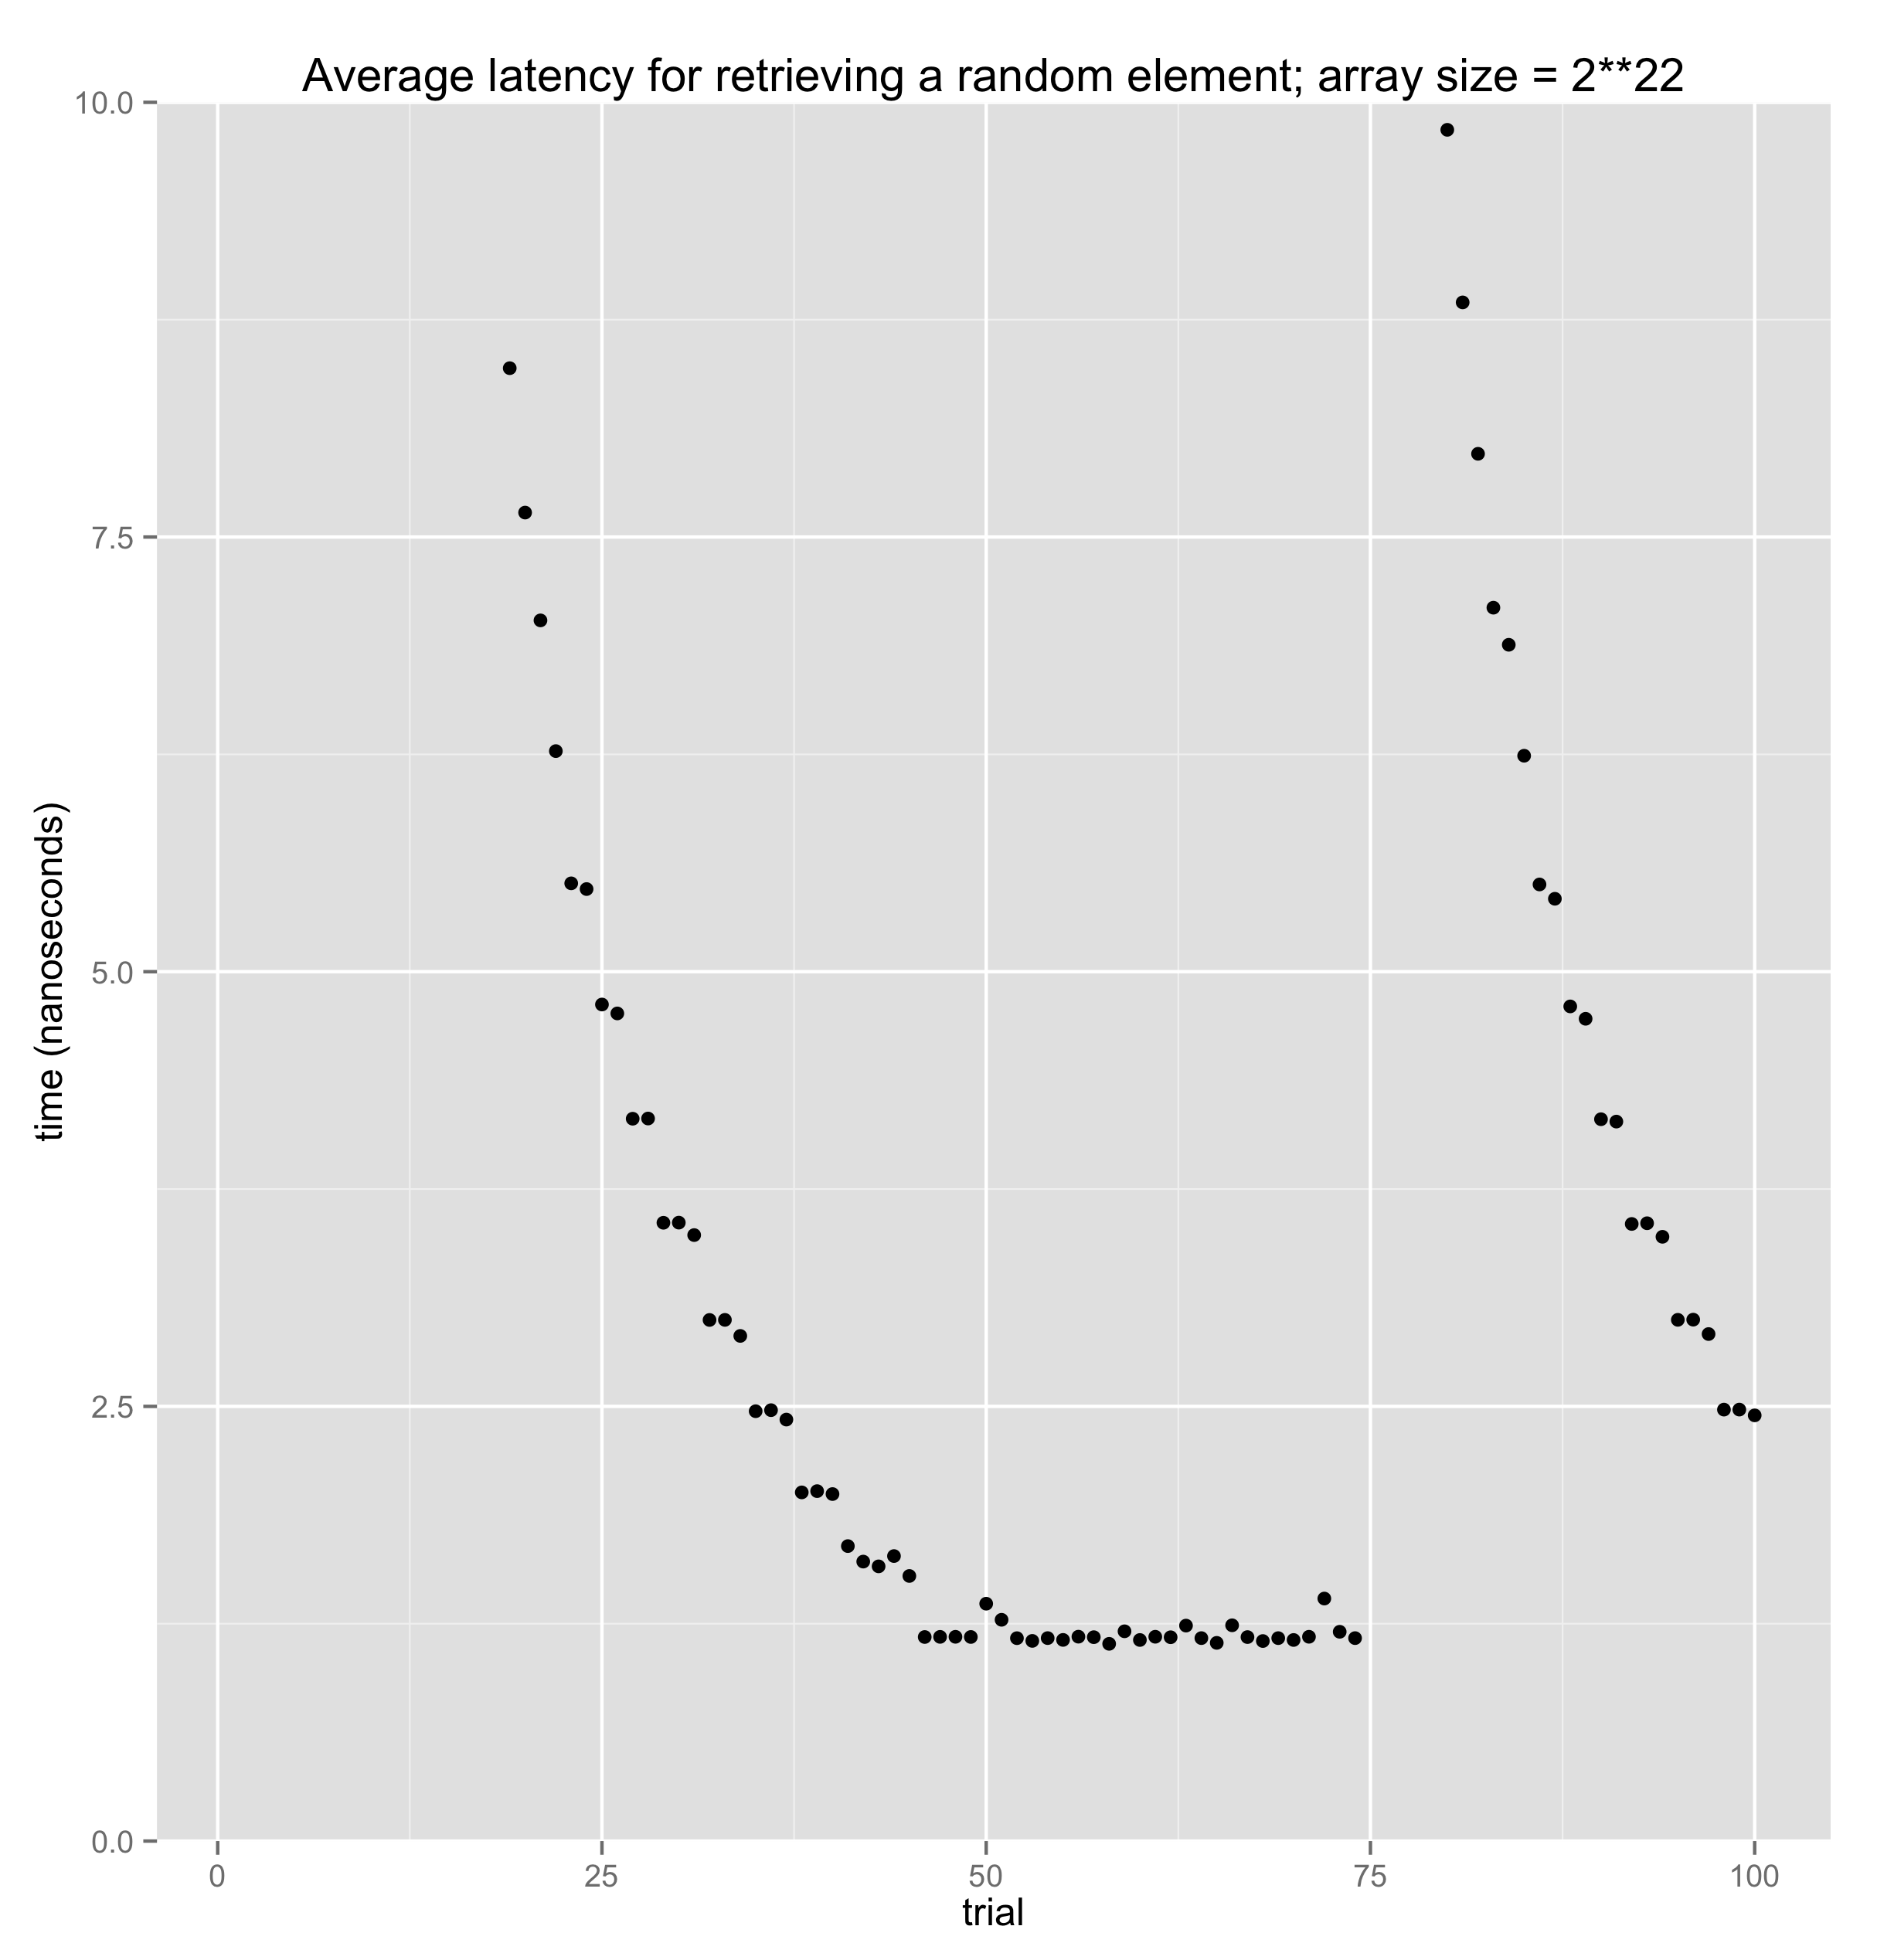 Average latency for retrieving a random element; array size = 2**22
10.0
7.5
5.0
2.5
0.0
time (nanoseconds)
0 25 50 75 100
trial